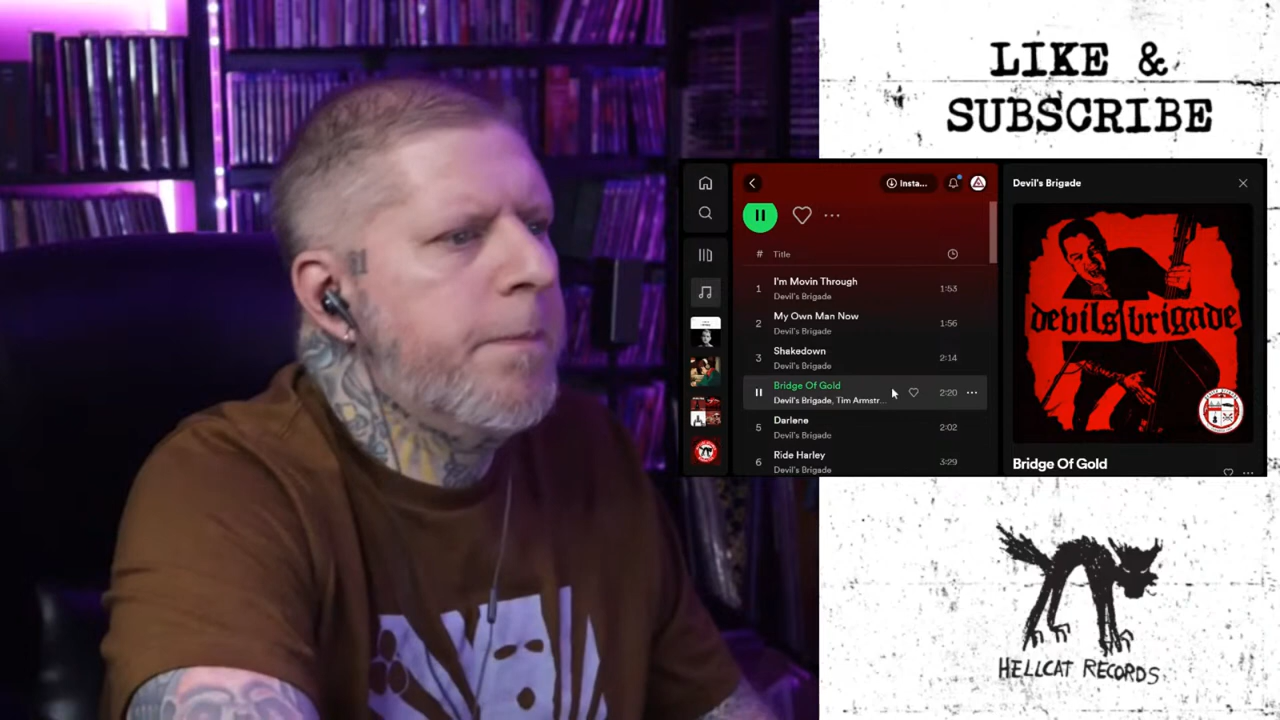 LIKE &
SUBSCRIBE
Insta...
Devil's Brigade
# Title
1 I'm Movin Through 1:53
Devil's Brigade
2 My Own Man Now 1:56
Devil's Brigade
3 Shakedown 2:14
Devil's Brigade
Bridge Of Gold 2:20
Devil's Brigade, Tim Armstr...
5 Darlene 2:02
Devil's Brigade
6 Ride Harley 3:29
Devil's Brigade
devils brigade
Bridge Of Gold
HELLCAT RECORDS